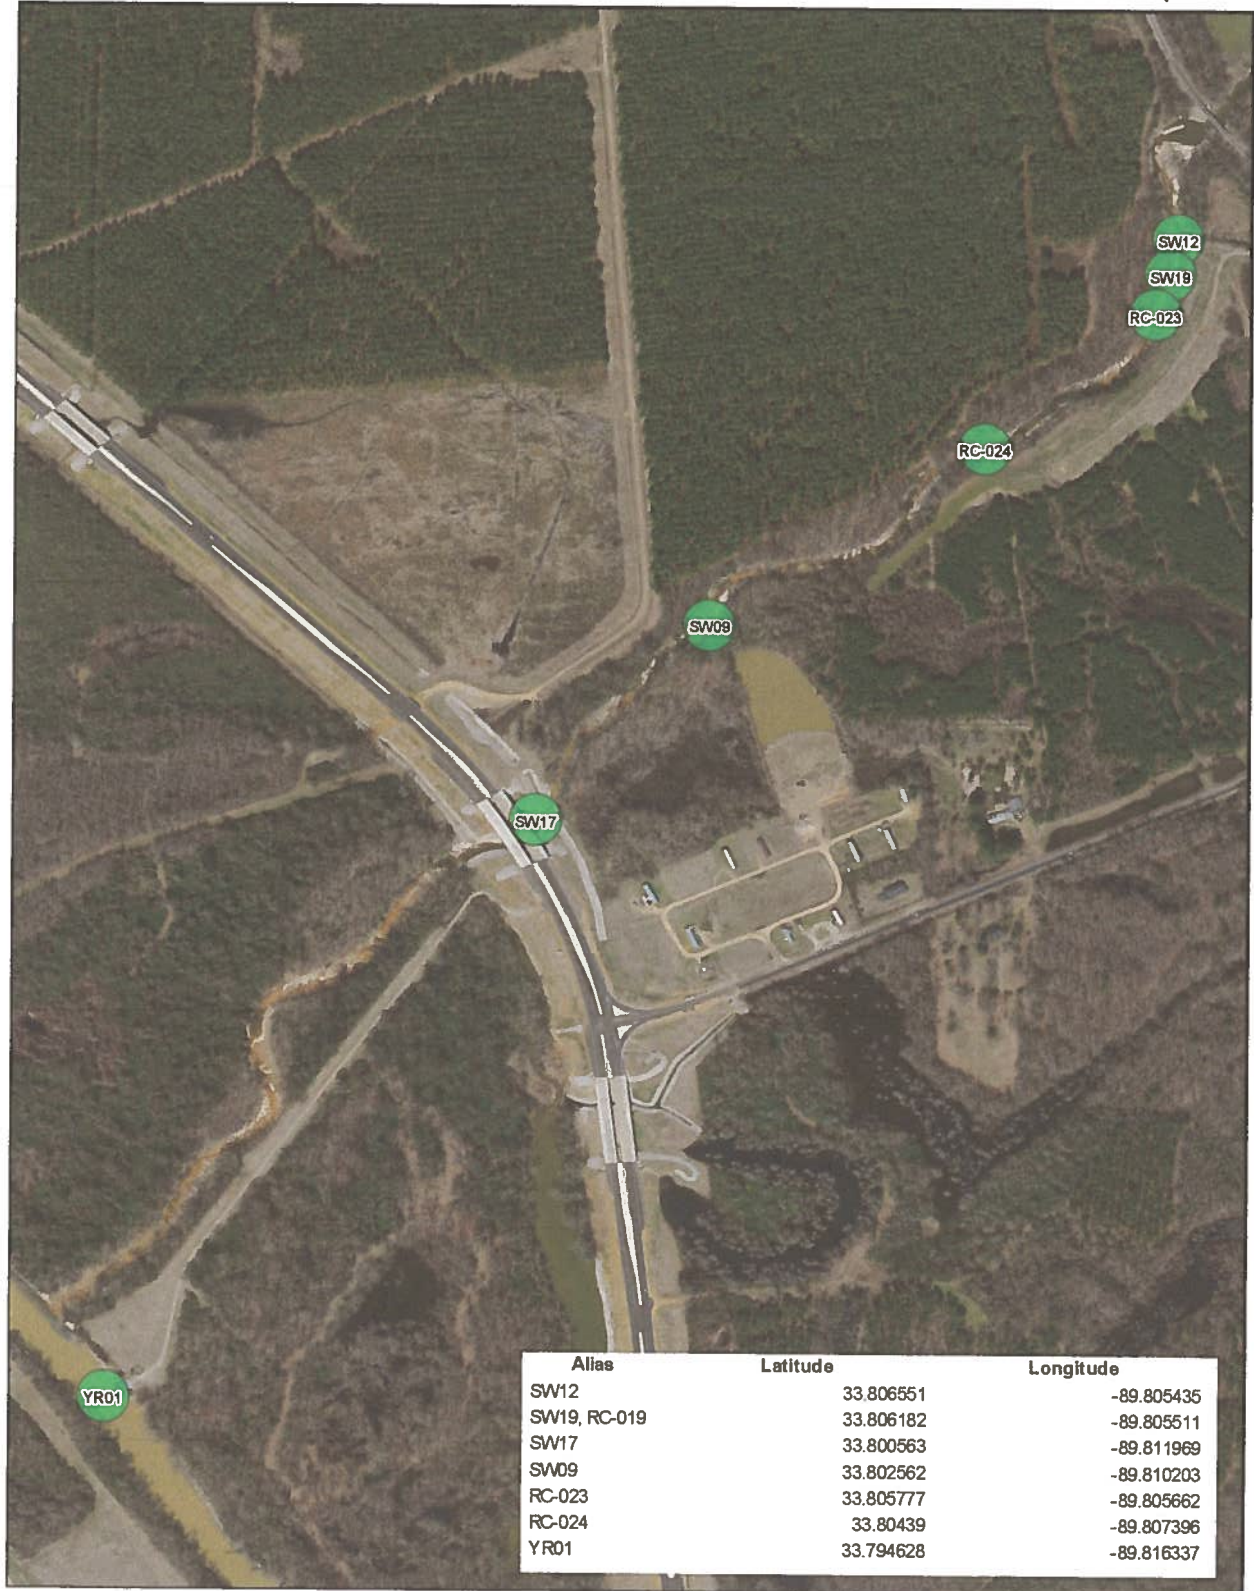 SW12
SW19
RC-023
RC-024
SW09
SW17
YR01
Alias Latitude Longitude
SW12 33.806551 -89.805435
SW19, RC-019 33.806182 -89.805511
SW17 33.800563 -89.811969
SW09 33.802562 -89.810203
RC-023 33.805777 -89.805662
RC-024 33.80439 -89.807396
YR01 33.794628 -89.816337